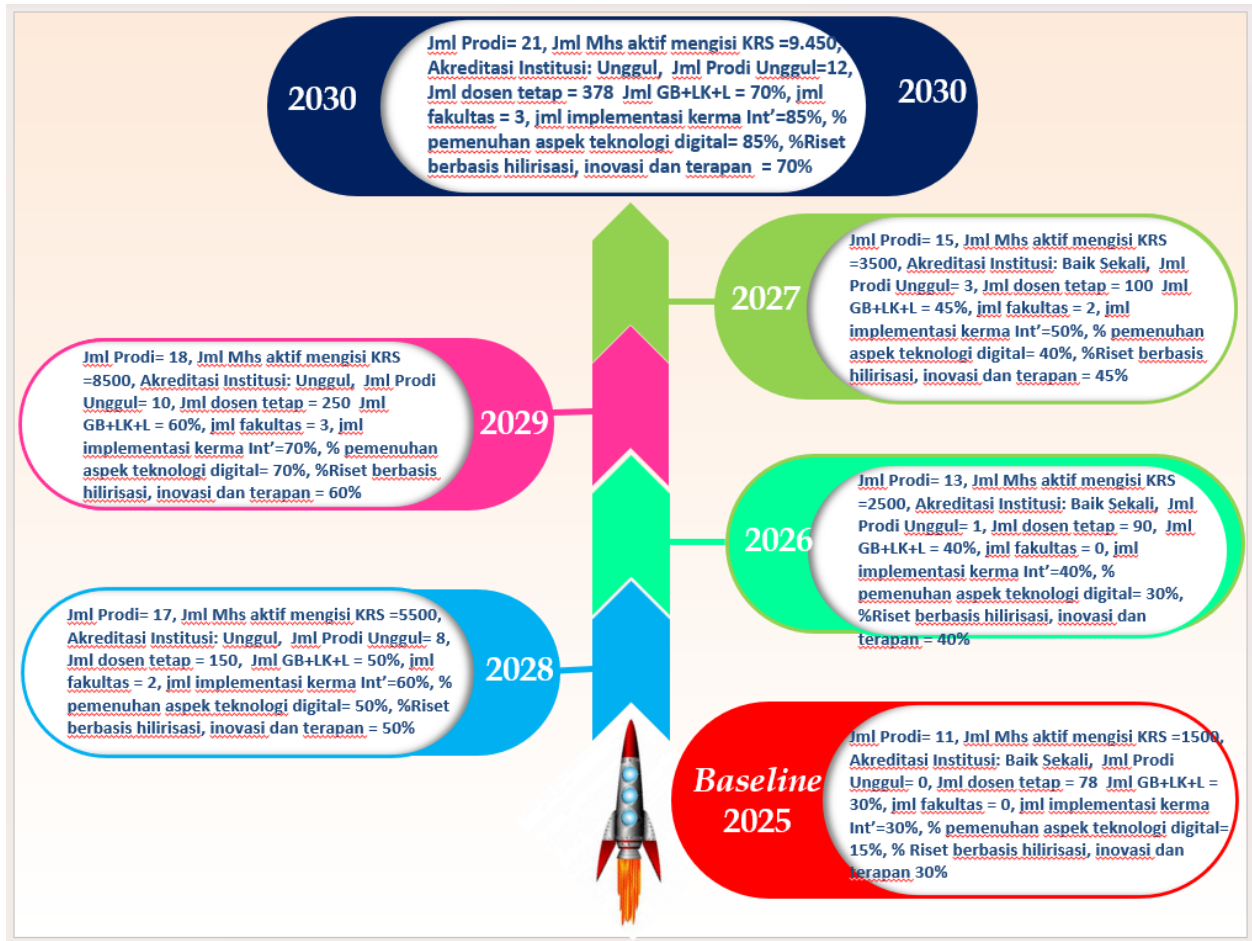 2030
Jml Prodi= 21, Jml Mhs aktif mengisi KRS =9.450,
Akreditasi Institusi: Unggul,  Jml Prodi Unggul=12,
Jml dosen tetap = 378  Jml GB+LK+L = 70%, jml
fakultas = 3, jml implementasi kerma Int’=85%, %
pemenuhan aspek teknologi digital= 85%, %Riset
berbasis hilirisasi, inovasi dan terapan  = 70%
2030
2027
Jml Prodi= 15, Jml Mhs aktif mengisi KRS
=3500, Akreditasi Institusi: Baik Sekali,  Jml
Prodi Unggul= 3, Jml dosen tetap = 100  Jml
GB+LK+L = 45%, jml fakultas = 2, jml
implementasi kerma Int’=50%, % pemenuhan
aspek teknologi digital= 40%, %Riset berbasis
hilirisasi, inovasi dan terapan = 45%
Jml Prodi= 18, Jml Mhs aktif mengisi KRS
=8500, Akreditasi Institusi: Unggul,  Jml Prodi
Unggul= 10, Jml dosen tetap = 250  Jml
GB+LK+L = 60%, jml fakultas = 3, jml
implementasi kerma Int’=70%, % pemenuhan
aspek teknologi digital= 70%, %Riset berbasis
hilirisasi, inovasi dan terapan = 60%
2029
2026
Jml Prodi= 13, Jml Mhs aktif mengisi KRS
=2500, Akreditasi Institusi: Baik Sekali,  Jml
Prodi Unggul= 1, Jml dosen tetap = 90,  Jml
GB+LK+L = 40%, jml fakultas = 0, jml
implementasi kerma Int’=40%, %
pemenuhan aspek teknologi digital= 30%,
%Riset berbasis hilirisasi, inovasi dan
terapan = 40%
Jml Prodi= 17, Jml Mhs aktif mengisi KRS =5500,
Akreditasi Institusi: Unggul,  Jml Prodi Unggul= 8,
Jml dosen tetap = 150,  Jml GB+LK+L = 50%, jml
fakultas = 2, jml implementasi kerma Int’=60%, %
pemenuhan aspek teknologi digital= 50%, %Riset
berbasis hilirisasi, inovasi dan terapan = 50%
2028
Baseline
2025
Jml Prodi= 11, Jml Mhs aktif mengisi KRS =1500,
Akreditasi Institusi: Baik Sekali,  Jml Prodi
Unggul= 0, Jml dosen tetap = 78  Jml GB+LK+L =
30%, jml fakultas = 0, jml implementasi kerma
Int’=30%, % pemenuhan aspek teknologi digital=
15%, % Riset berbasis hilirisasi, inovasi dan
terapan 30%